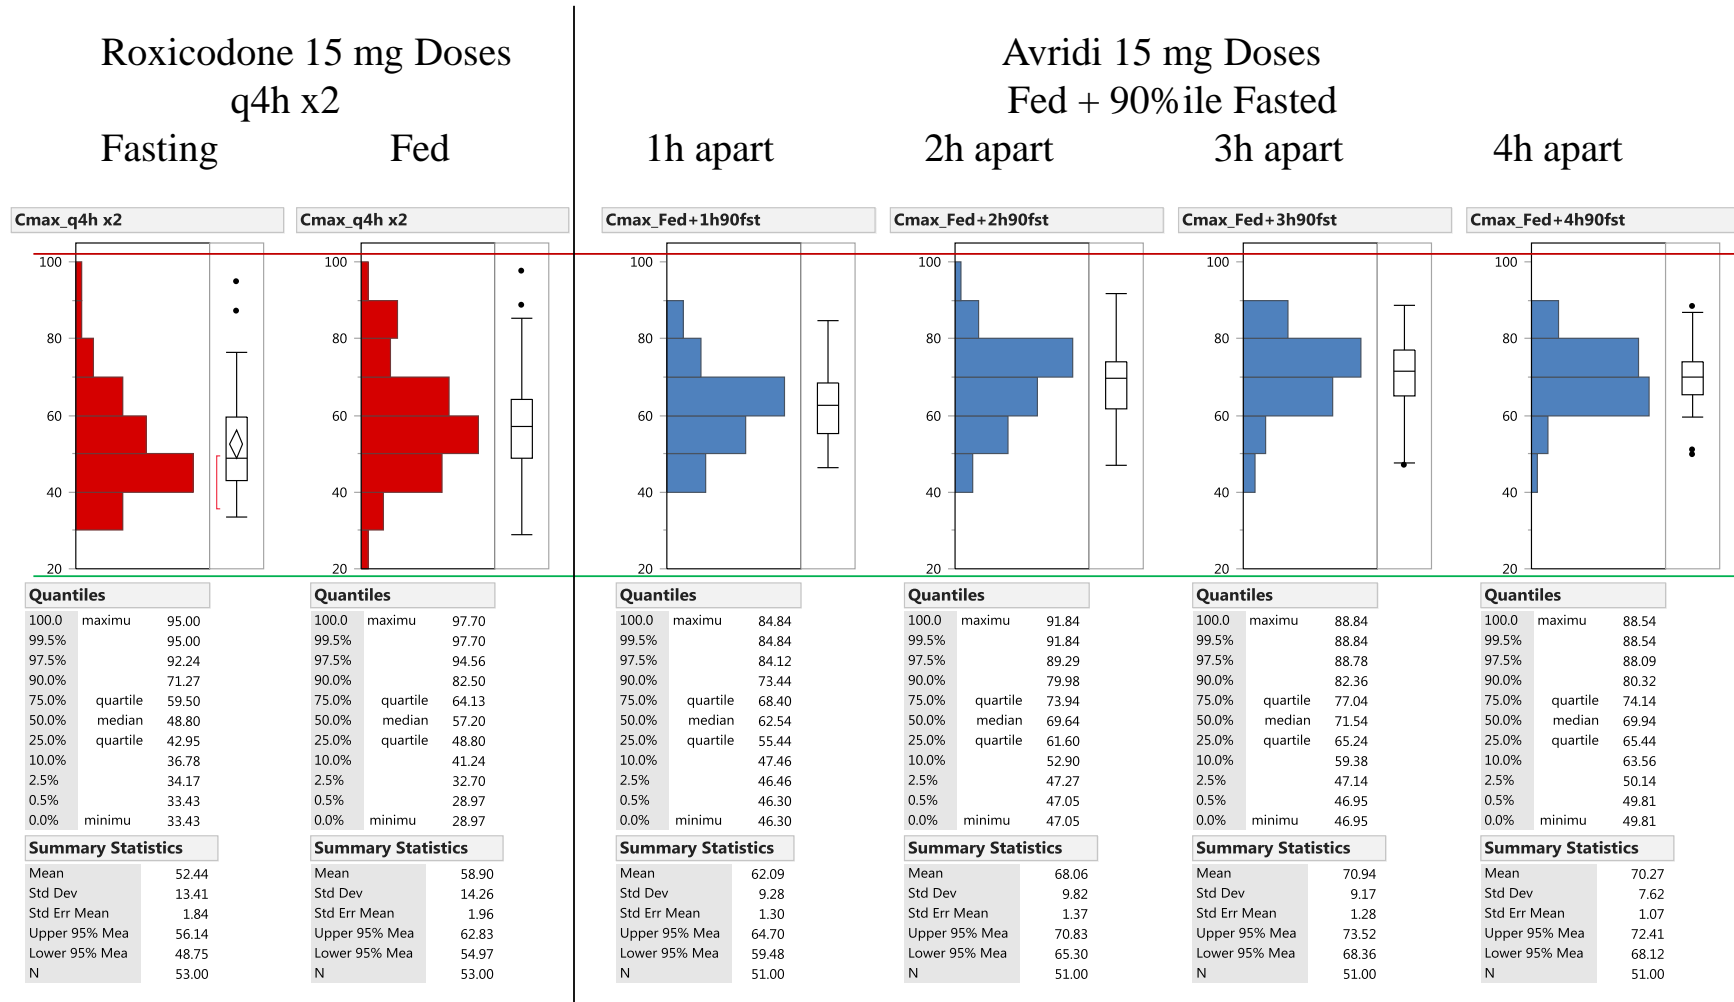 Roxicodone 15 mg Doses
q4h x2
Fasting Fed
Avridi 15 mg Doses
Fed + 90%ile Fasted
1h apart 2h apart 3h apart 4h apart
Cmax_q4h x2
100
80
60
40
20
Quantiles
100.0 maximu 95.00
99.5% 95.00
97.5% 92.24
90.0% 71.27
75.0% quartile 59.50
50.0% median 48.80
25.0% quartile 42.95
10.0% 36.78
2.5% 34.17
0.5% 33.43
0.0% minimu 33.43
Summary Statistics
Mean 52.44
Std Dev 13.41
Std Err Mean 1.84
Upper 95% Mea 56.14
Lower 95% Mea 48.75
N 53.00
Cmax_q4h x2
100
80
60
40
20
Quantiles
100.0 maximu 97.70
99.5% 97.70
97.5% 94.56
90.0% 82.50
75.0% quartile 64.13
50.0% median 57.20
25.0% quartile 48.80
10.0% 41.24
2.5% 32.70
0.5% 28.97
0.0% minimu 28.97
Summary Statistics
Mean 58.90
Std Dev 14.26
Std Err Mean 1.96
Upper 95% Mea 62.83
Lower 95% Mea 54.97
N 53.00
Cmax_Fed+1h90fst
100
80
60
40
20
Quantiles
100.0 maximu 84.84
99.5% 84.84
97.5% 84.12
90.0% 73.44
75.0% quartile 68.40
50.0% median 62.54
25.0% quartile 55.44
10.0% 47.46
2.5% 46.46
0.5% 46.30
0.0% minimu 46.30
Summary Statistics
Mean 62.09
Std Dev 9.28
Std Err Mean 1.30
Upper 95% Mea 64.70
Lower 95% Mea 59.48
N 51.00
Cmax_Fed+2h90fst
100
80
60
40
20
Quantiles
100.0 maximu 91.84
99.5% 91.84
97.5% 89.29
90.0% 79.98
75.0% quartile 73.94
50.0% median 69.64
25.0% quartile 61.60
10.0% 52.90
2.5% 47.27
0.5% 47.05
0.0% minimu 47.05
Summary Statistics
Mean 68.06
Std Dev 9.82
Std Err Mean 1.37
Upper 95% Mea 70.83
Lower 95% Mea 65.30
N 51.00
Cmax_Fed+3h90fst
100
80
60
40
20
Quantiles
100.0 maximu 88.84
99.5% 88.84
97.5% 88.78
90.0% 82.36
75.0% quartile 77.04
50.0% median 71.54
25.0% quartile 65.24
10.0% 59.38
2.5% 47.14
0.5% 46.95
0.0% minimu 46.95
Summary Statistics
Mean 70.94
Std Dev 9.17
Std Err Mean 1.28
Upper 95% Mea 73.52
Lower 95% Mea 68.36
N 51.00
Cmax_Fed+4h90fst
100
80
60
40
20
Quantiles
100.0 maximu 88.54
99.5% 88.54
97.5% 88.09
90.0% 80.32
75.0% quartile 74.14
50.0% median 69.94
25.0% quartile 65.44
10.0% 63.56
2.5% 50.14
0.5% 49.81
0.0% minimu 49.81
Summary Statistics
Mean 70.27
Std Dev 7.62
Std Err Mean 1.07
Upper 95% Mea 72.41
Lower 95% Mea 68.12
N 51.00